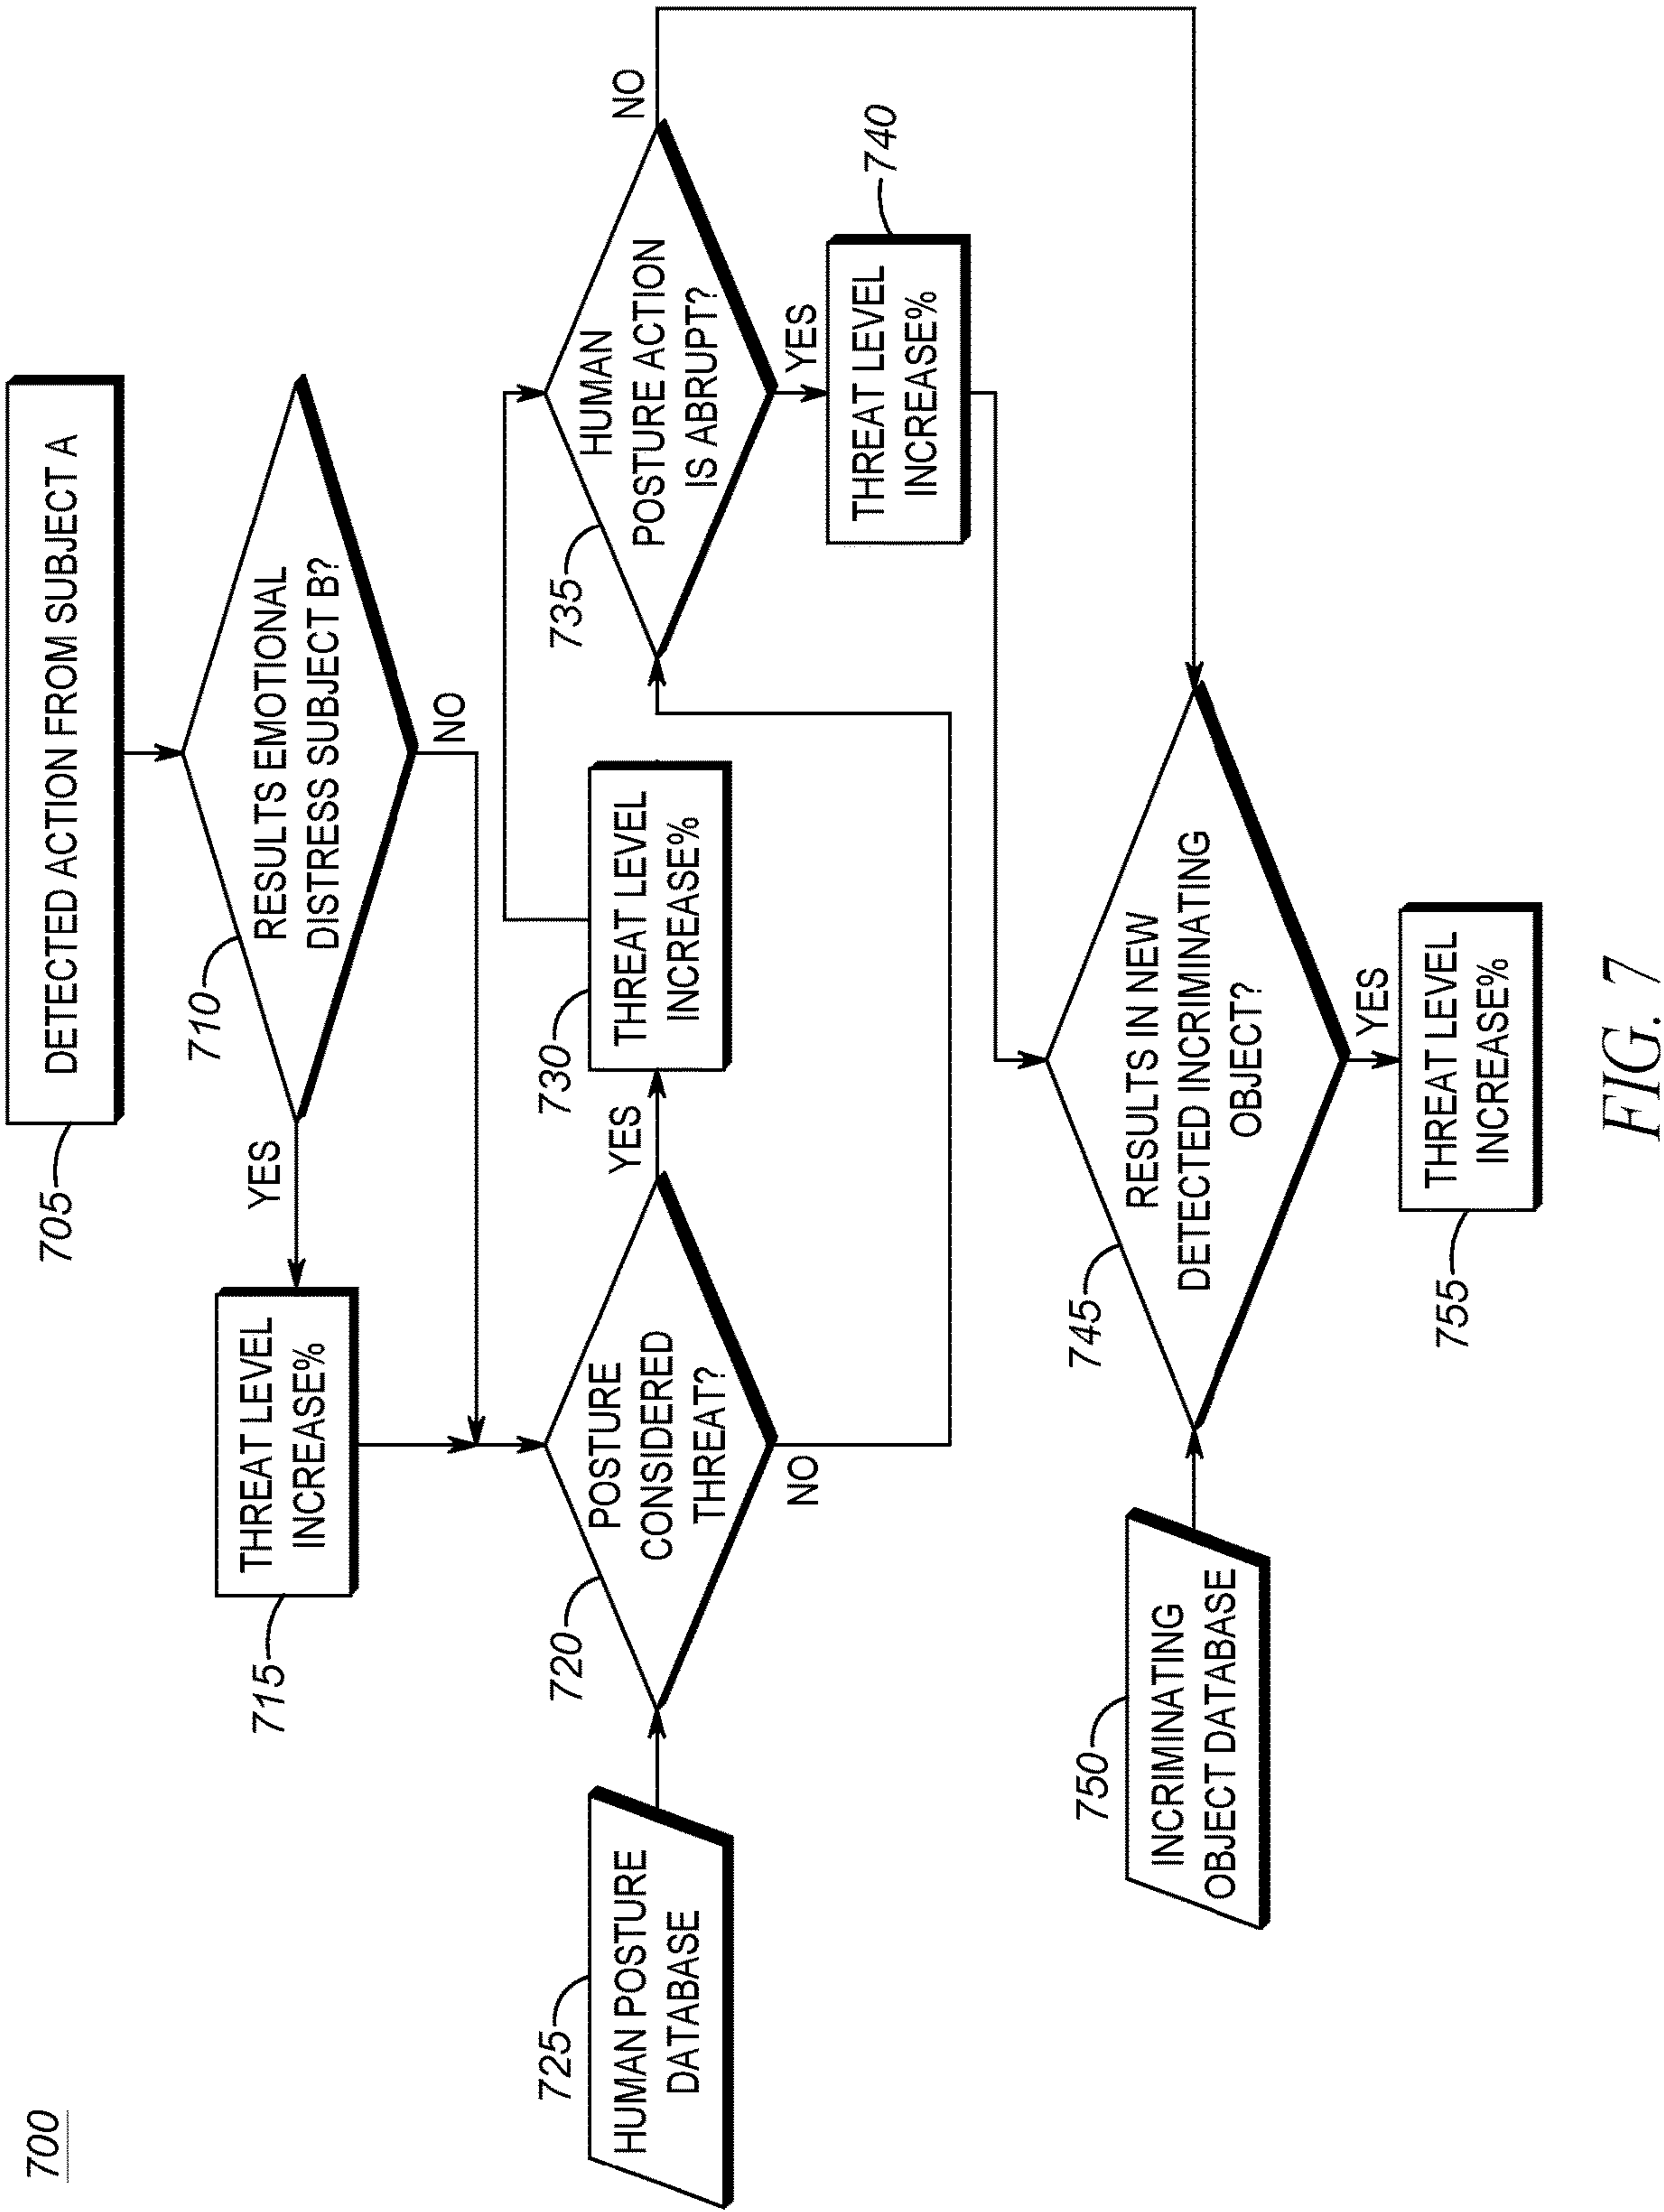 700
705
DETECTED ACTION FROM SUBJECT A
710
RESULTS EMOTIONAL
DISTRESS SUBJECT B?
YES
NO
715
THREAT LEVEL
INCREASE%
725
HUMAN POSTURE
DATABASE
720
POSTURE
CONSIDERED
THREAT?
YES
NO
730
THREAT LEVEL
INCREASE%
735
HUMAN
POSTURE ACTION
IS ABRUPT?
NO
YES
740
THREAT LEVEL
INCREASE%
750
INCRIMINATING
OBJECT DATABASE
745
RESULTS IN NEW
DETECTED INCRIMINATING
OBJECT?
YES
755
THREAT LEVEL
INCREASE%
FIG. 7